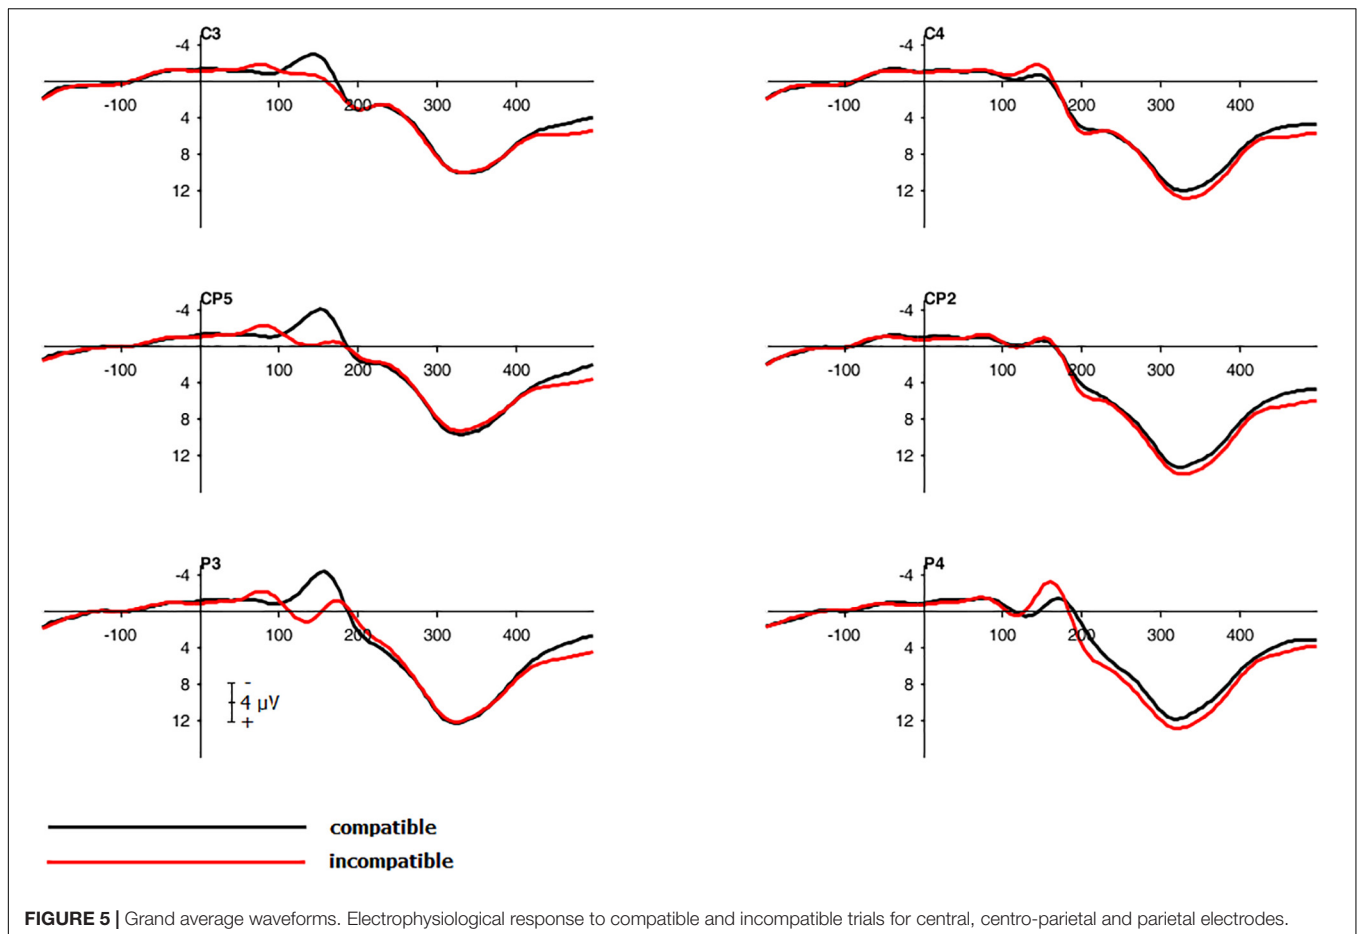 C3
-4
-100 100 200 300 400
4
8
12
C4
-4
-100 100 200 300 400
4
8
12
CP5
-4
-100 100 200 300 400
4
8
12
CP2
-4
-100 100 200 300 400
4
8
12
P3
-4
-100 100 200 300 400
4
8
12
-
4 µV
+
P4
-4
-100 100 200 300 400
4
8
12
compatible
incompatible
FIGURE 5 | Grand average waveforms. Electrophysiological response to compatible and incompatible trials for central, centro-parietal and parietal electrodes.